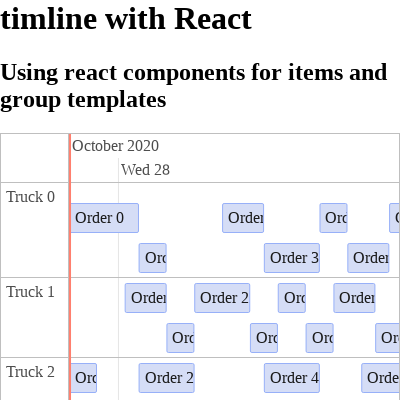 timline with React
Using react components for items and
group templates
October 2020
Wed 28
Truck 0
Order 0 Order Orc
Orc Order 3 Order
Truck 1
Order Order 2 Orc Order
Orc Orc Orc Orc
Truck 2
Orc Order 2 Order 4 Orde